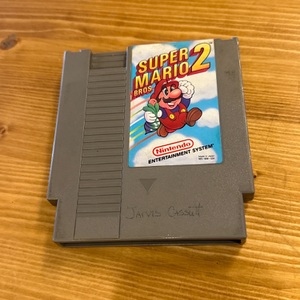 SUPER
MARIO 2
BROS
Nintendo
ENTERTAINMENT SYSTEM